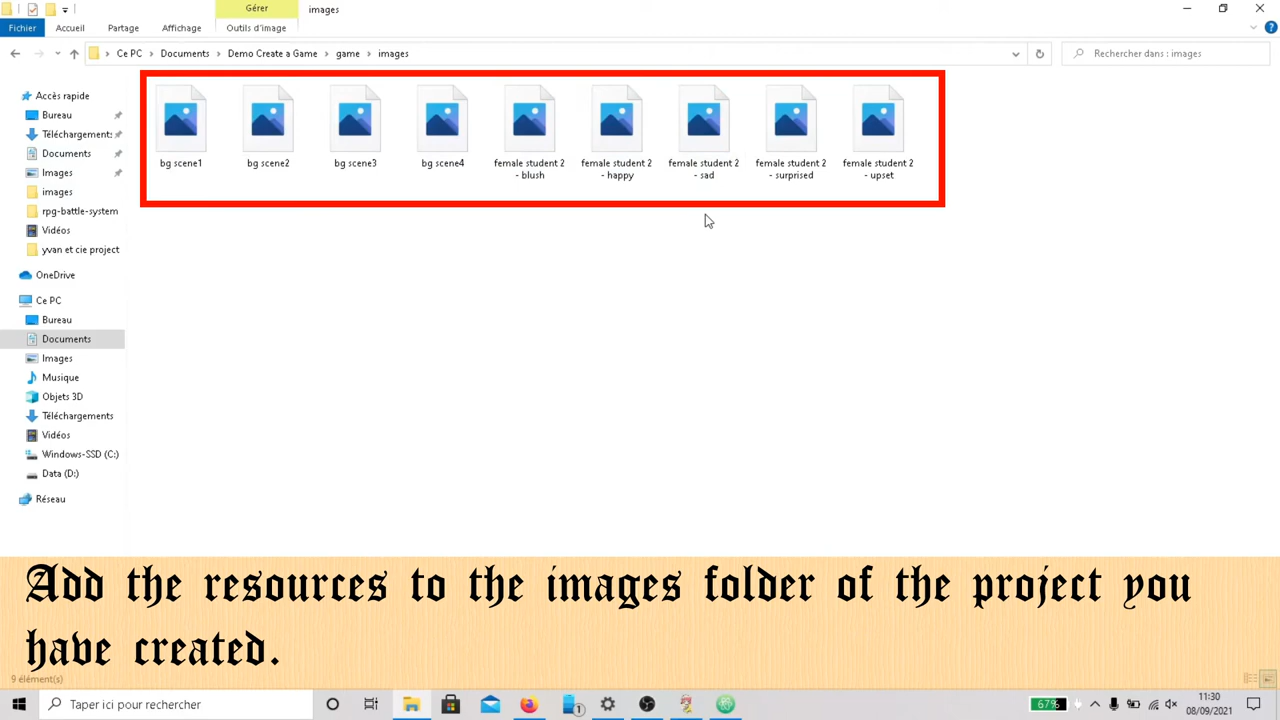 Gérer
images
Fichier
Accueil
Partage
Affichage
Outils d'image
Ce PC > Documents > Demo Create a Game > game > images
Rechercher dans : images
Accès rapide
Bureau
Téléchargement:
Documents
Images
images
rpg-battle-system
Vidéos
yvan et cie project
OneDrive
Ce PC
Bureau
Documents
Images
Musique
Objets 3D
Téléchargements
Vidéos
Windows-SSD (C:)
Data (D:)
Réseau
bg scene1
bg scene2
bg scene3
bg scene4
female student 2
- blush
female student 2
- happy
female student 2
- sad
female student 2
- surprised
female student 2
- upset
Add the resources to the images folder of the project you
have created.
9 élément(s)
Taper ici pour rechercher
1
67%
11:30
08/09/2021